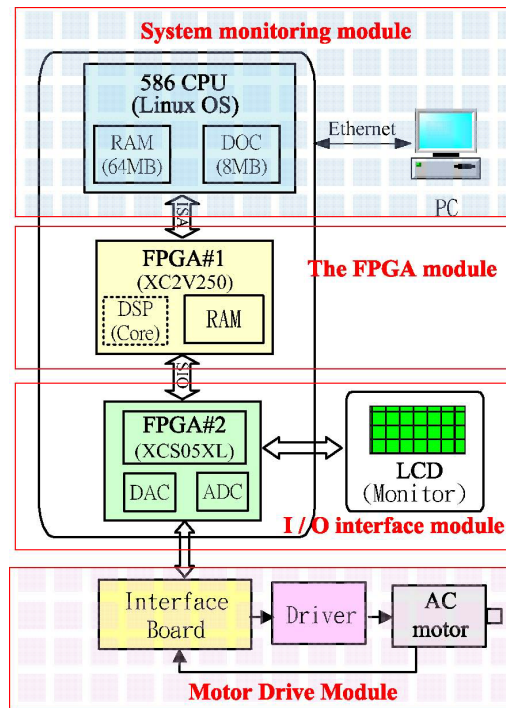 System monitoring module
586 CPU
(Linux OS)
RAM
(64MB)
DOC
(8MB)
Ethernet
PC
ISA
FPGA#1
(XC2V250)
DSP
(Core)
RAM
The FPGA module
SIO
FPGA#2
(XCS05XL)
DAC
ADC
LCD
(Monitor)
I / O interface module
Interface
Board
Driver
AC
motor
Motor Drive Module